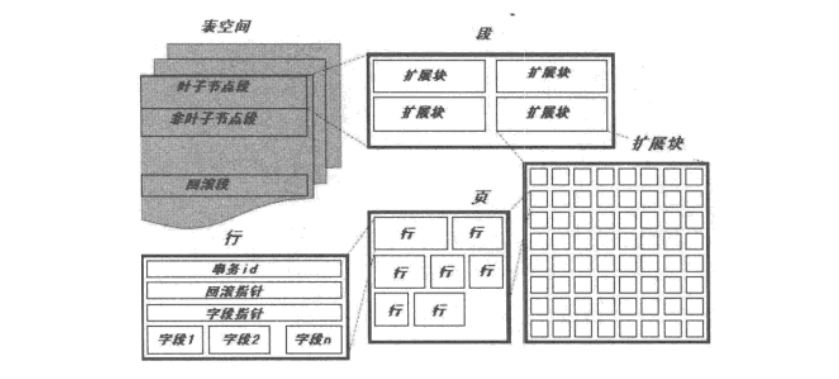 表空间
叶子节点段
非叶子节点段
回滚段
段
扩展块
扩展块
扩展块
扩展块
扩展块
页
行
行
行
行
行
行
行
行
事务id
回滚指针
字段指针
字段1
字段2
字段n